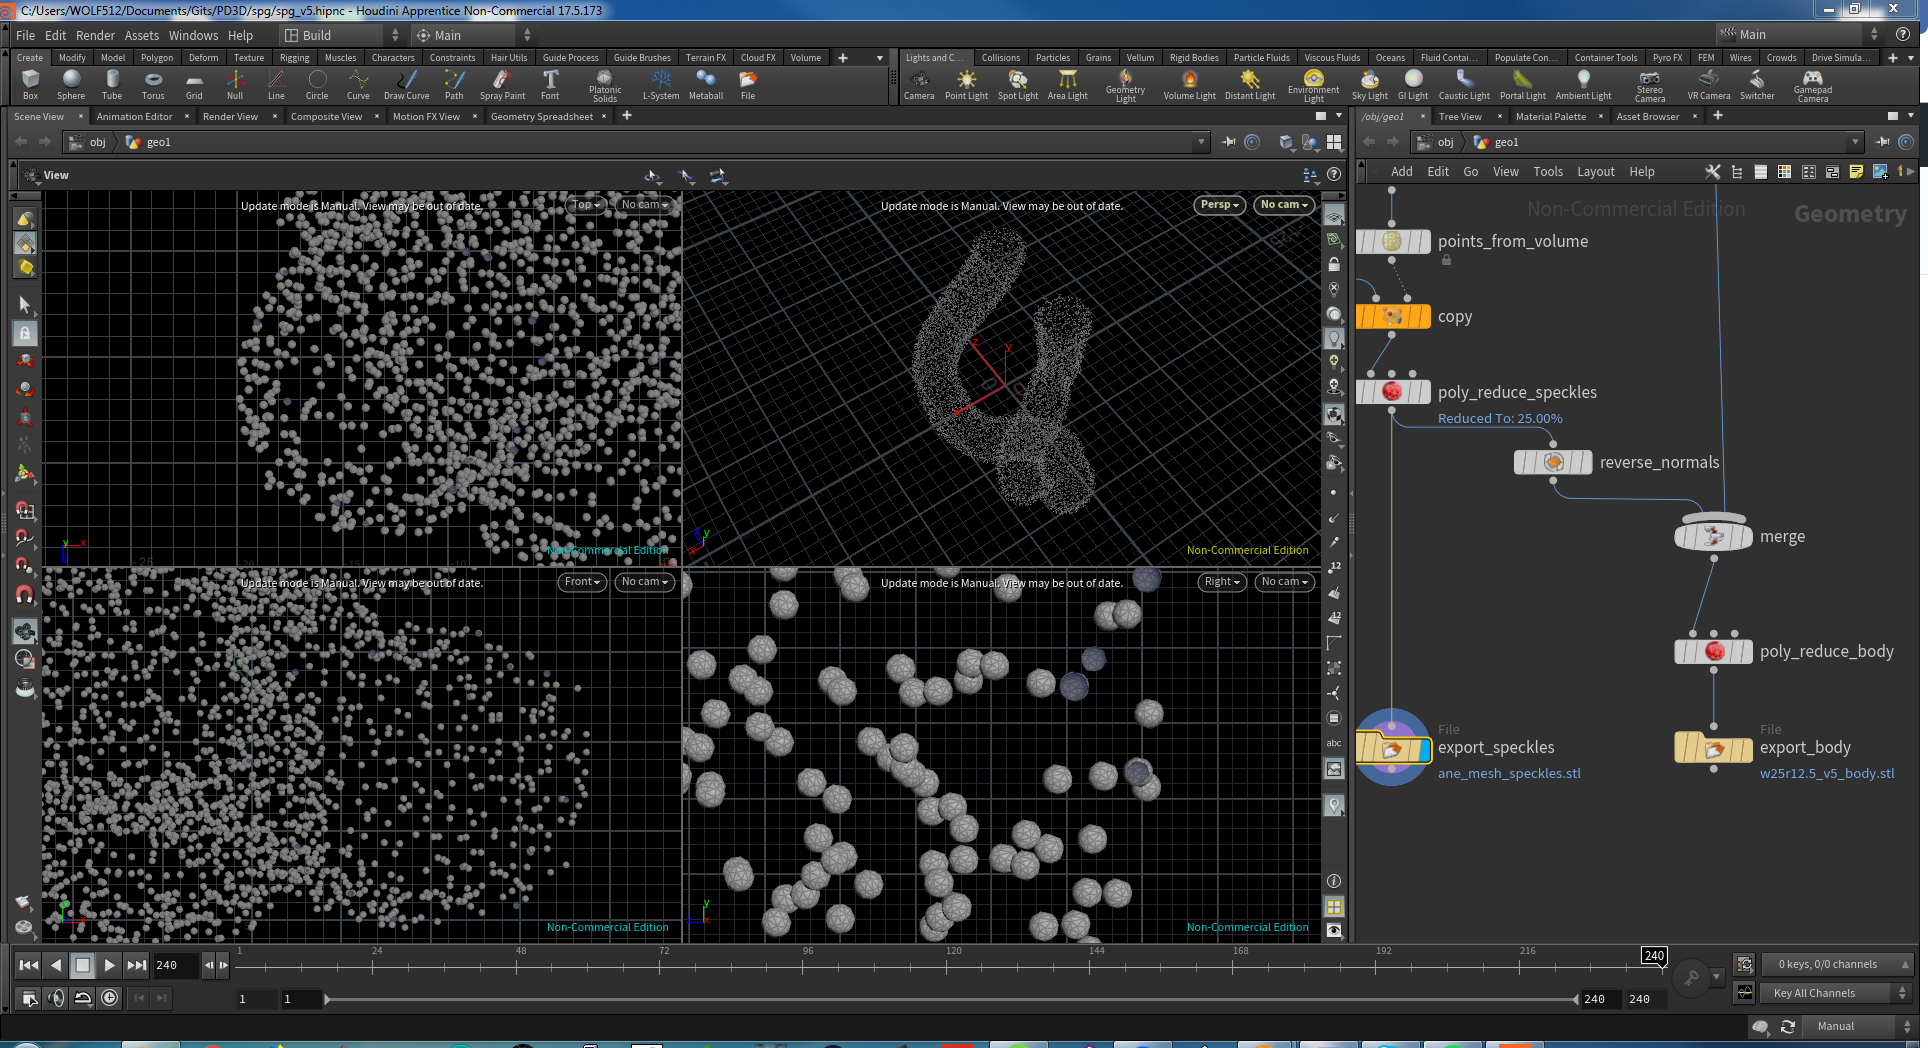 C:/Users/WOLF512/Documents/Gits/PD3D/spg/spg_v5.hipnc - Houdini Apprentice Non-Commercial 17.5.173
File Edit Render Assets Windows Help Build Main Main
Create Modify Model Polygon Deform Texture Rigging Muscles Characters Constraints Hair Utils Guide Process Guide Brushes Terrain FX Cloud FX Volume
Lights and C... Collisions Particles Grains Vellum Rigid Bodies Particle Fluids Viscous Fluids Oceans Fluid Contai... Populate Con... Container Tools Pyro FX FEM Wires Crowds Drive Simula...
Box Sphere Tube Torus Grid Null Line Circle Curve Draw Curve Path Spray Paint Font Platonic Solids L-System Metaball File
Camera Point Light Spot Light Area Light Geometry Light Volume Light Distant Light Environment Light Sky Light GI Light Caustic Light Portal Light Ambient Light Stereo Camera VR Camera Switcher Gamepad Camera
Scene View Animation Editor Render View Composite View Motion FX View Geometry Spreadsheet
/obj/geo1 Tree View Material Palette Asset Browser
obj geo1
obj geo1
View
Add Edit Go View Tools Layout Help
Update mode is Manual. View may be out of date. Top No cam
Update mode is Manual. View may be out of date. Persp No cam
Non-Commercial Edition
Geometry
points_from_volume
copy
poly_reduce_speckles
Reduced To: 25.00%
reverse_normals
merge
poly_reduce_body
File
export_speckles
ane_mesh_speckles.stl
File
export_body
w25r12.5_v5_body.stl
z y x
y x
-25
Non-Commercial Edition
y x
Non-Commercial Edition
Update mode is Manual. View may be out of date. Front No cam
Update mode is Manual. View may be out of date. Right No cam
12
12
abc
y x
Non-Commercial Edition
y x
Non-Commercial Edition
240 1 24 48 72 96 120 144 168 192 216 240
0 keys, 0/0 channels
1 1 240 240
Key All Channels
Manual